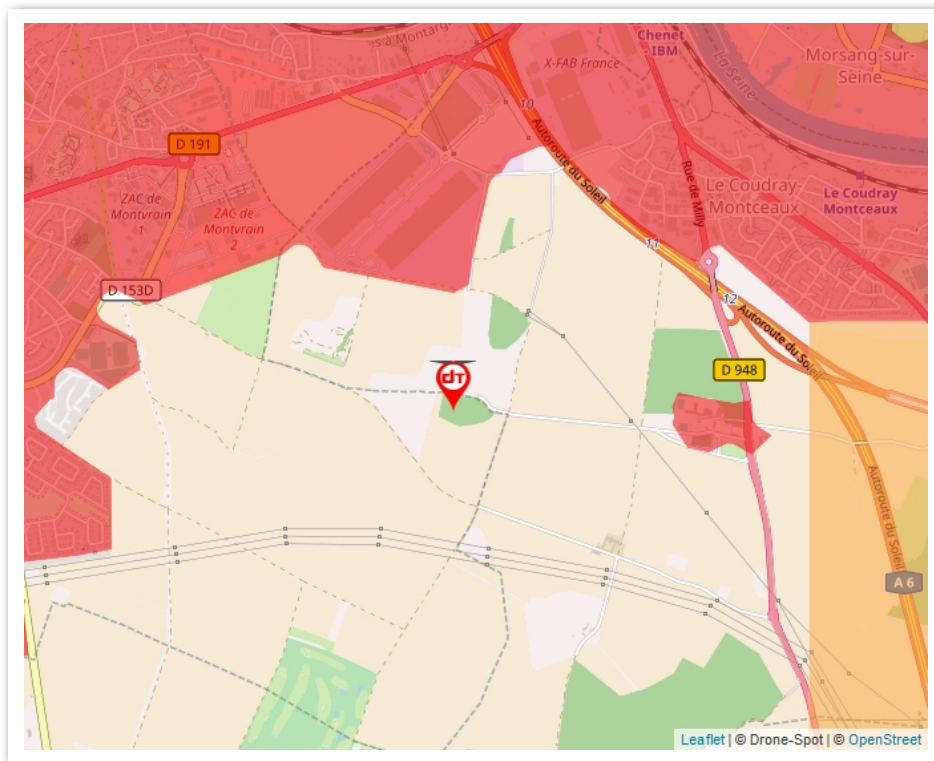 s à Montarg
X-FAB France
Chenet
- IBM
La Seine
Morsang-sur-
Seine
10
D 191
Autoroute du Soleil
Rue de Milly
Le Coudray-
Montceaux
Le Coudray
Montceaux
ZAC de
Montvrain
1
ZAC de
Montvrain
2
11
D 153D
12
Autoroute du Soleil
dT
D 948
Autoroute du Soleil
A 6
Leaflet | © Drone-Spot | © OpenStreet